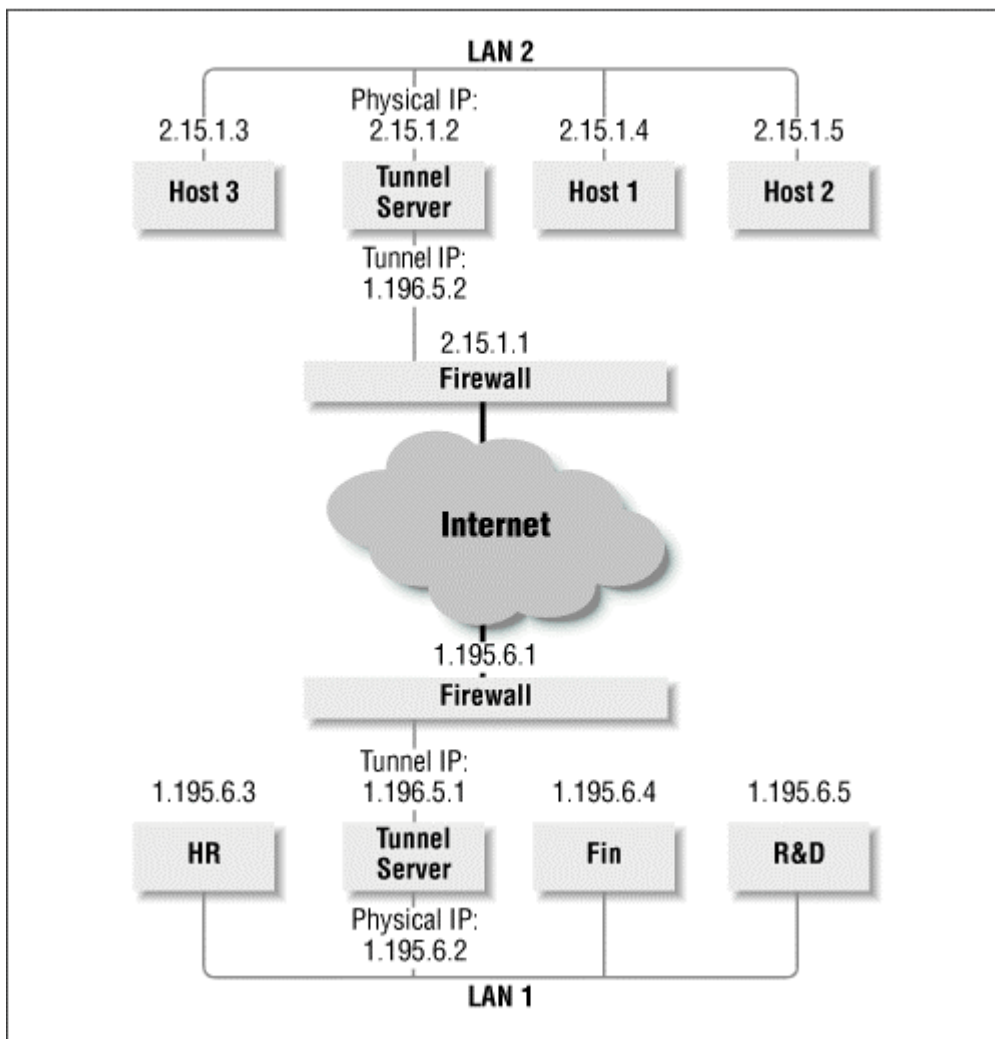 LAN 2
Physical IP:
2.15.1.3
2.15.1.2
2.15.1.4
2.15.1.5
Host 3
Tunnel
Server
Host 1
Host 2
Tunnel IP:
1.196.5.2
2.15.1.1
Firewall
Internet
1.195.6.1
Firewall
Tunnel IP:
1.195.6.3
1.196.5.1
1.195.6.4
1.195.6.5
HR
Tunnel
Server
Fin
R&D
Physical IP:
1.195.6.2
LAN 1